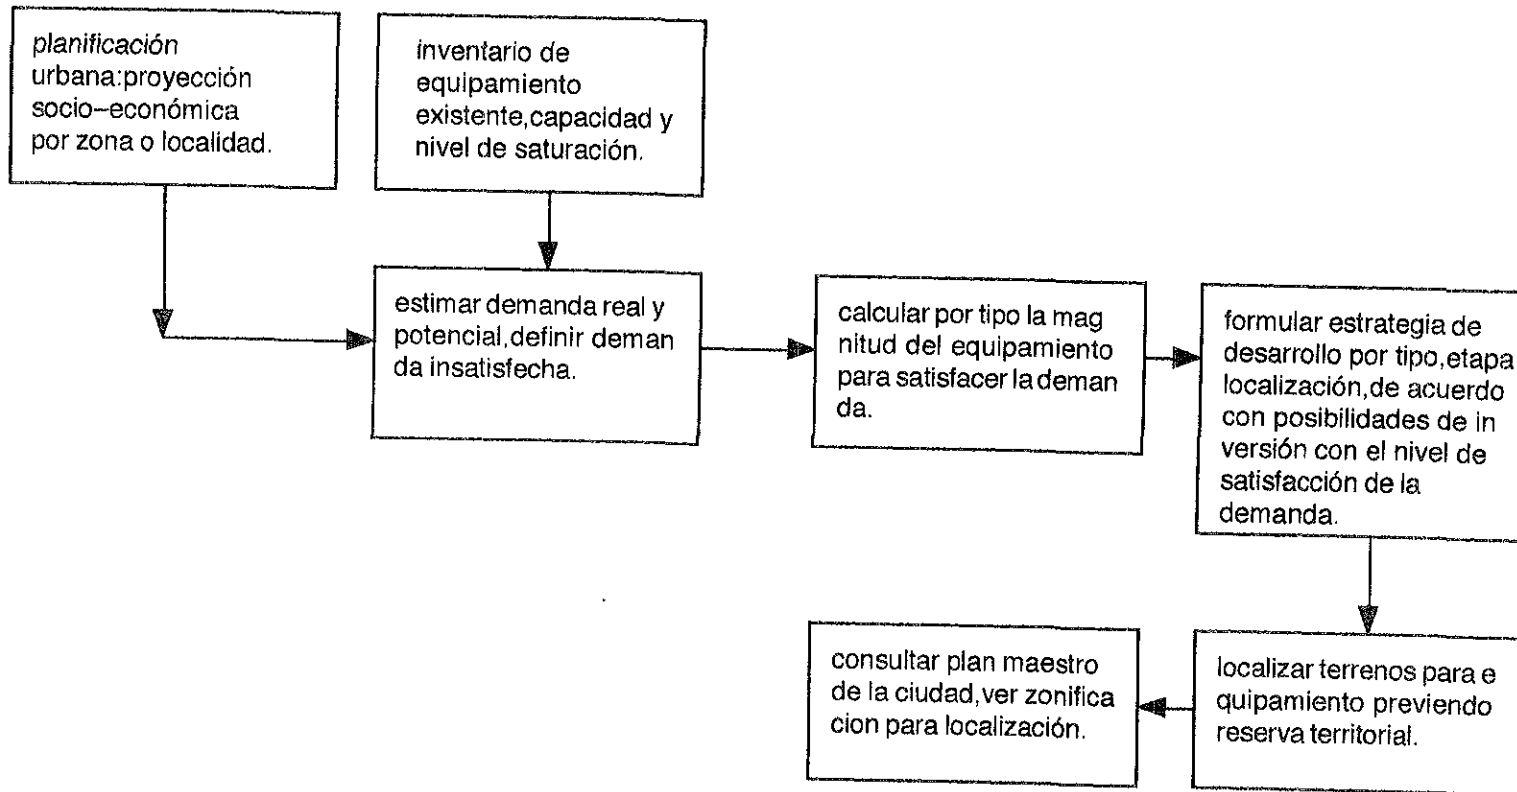 planificación
urbana:proyección
socio-económica
por zona o localidad.
inventario de
equipamiento
existente,capacidad y
nivel de saturación.
estimar demanda real y
potencial,definir deman
da insatisfecha.
calcular por tipo la mag
nitud del equipamiento
para satisfacer la deman
da.
formular estrategia de
desarrollo por tipo,etapa
localización,de acuerdo
con posibilidades de in
versión con el nivel de
satisfacción de la
demanda.
localizar terrenos para e
quipamiento previendo
reserva territorial.
consultar plan maestro
de la ciudad,ver zonifica
cion para localización.